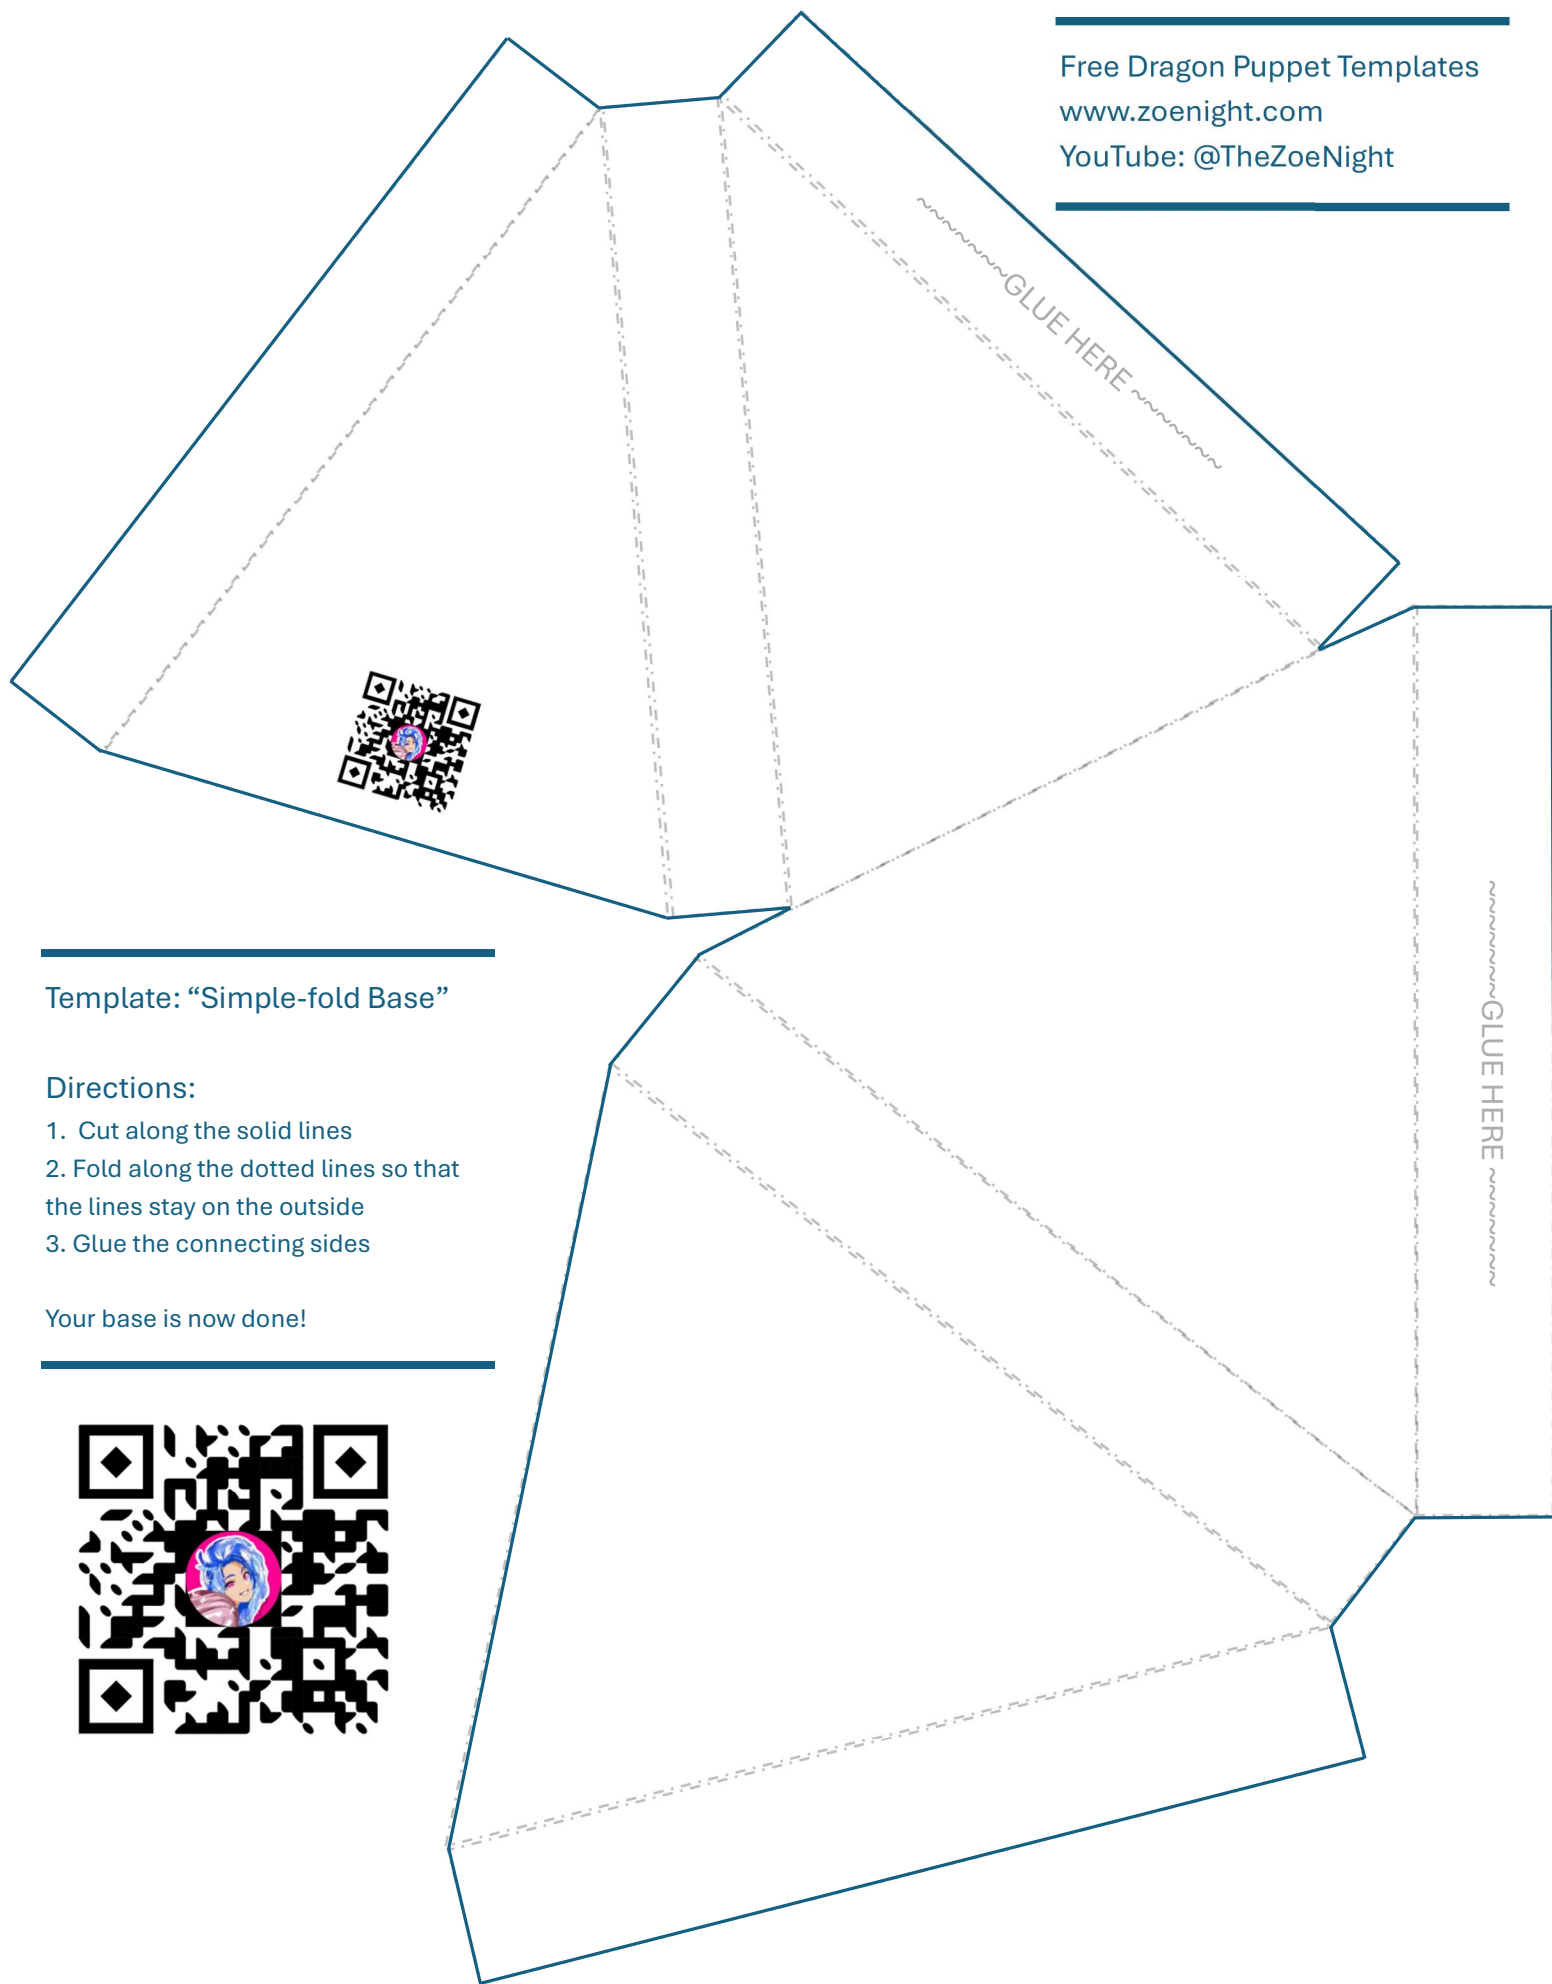 Free Dragon Puppet Templates
www.zoenight.com
YouTube: @TheZoeNight
~~~~~~~GLUE HERE ~~~~~~~
~~~~~~~~~GLUE HERE ~~~~~~~~~
Template: “Simple-fold Base”
Directions:
1. Cut along the solid lines
2. Fold along the dotted lines so that
the lines stay on the outside
3. Glue the connecting sides
Your base is now done!